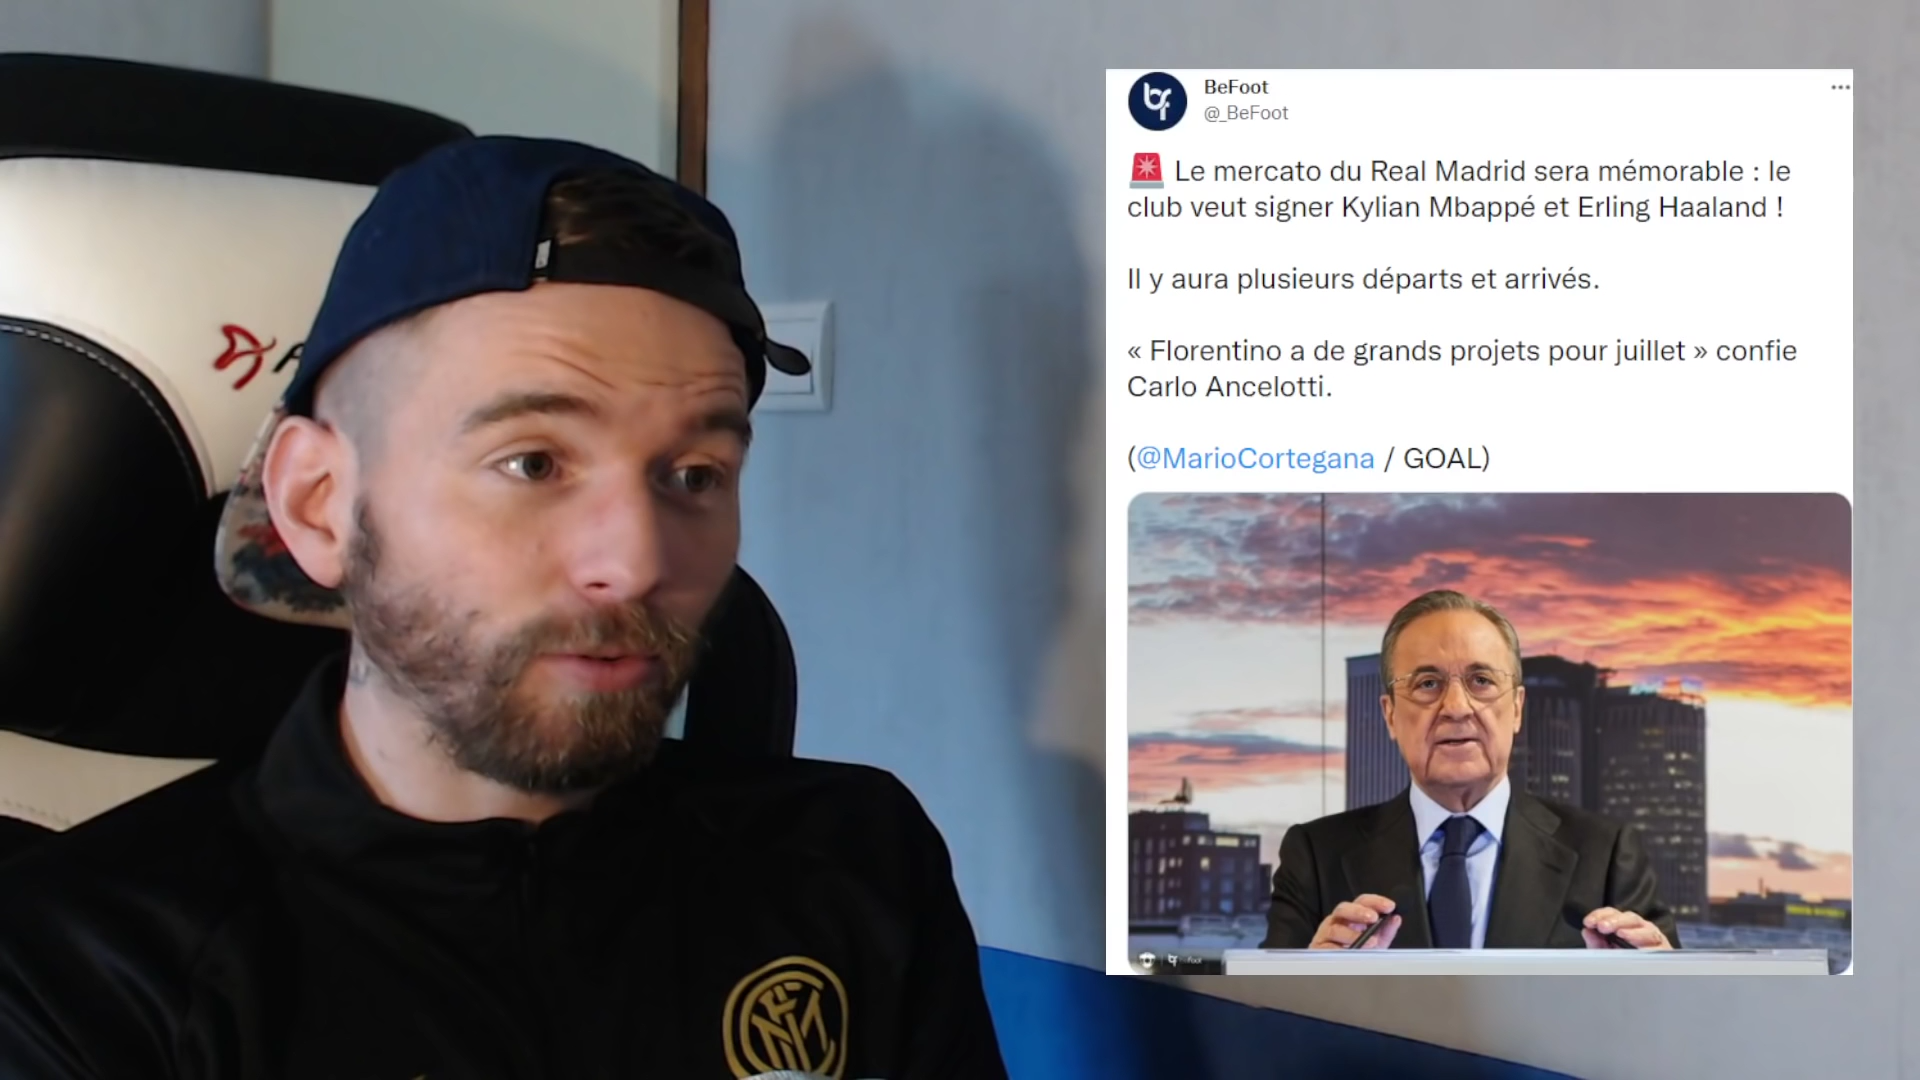 BeFoot
@_BeFoot
Le mercato du Real Madrid sera mémorable : le
club veut signer Kylian Mbappé et Erling Haaland !
Il y aura plusieurs départs et arrivés.
« Florentino a de grands projets pour juillet » confie
Carlo Ancelotti.
(@MarioCortegana / GOAL)